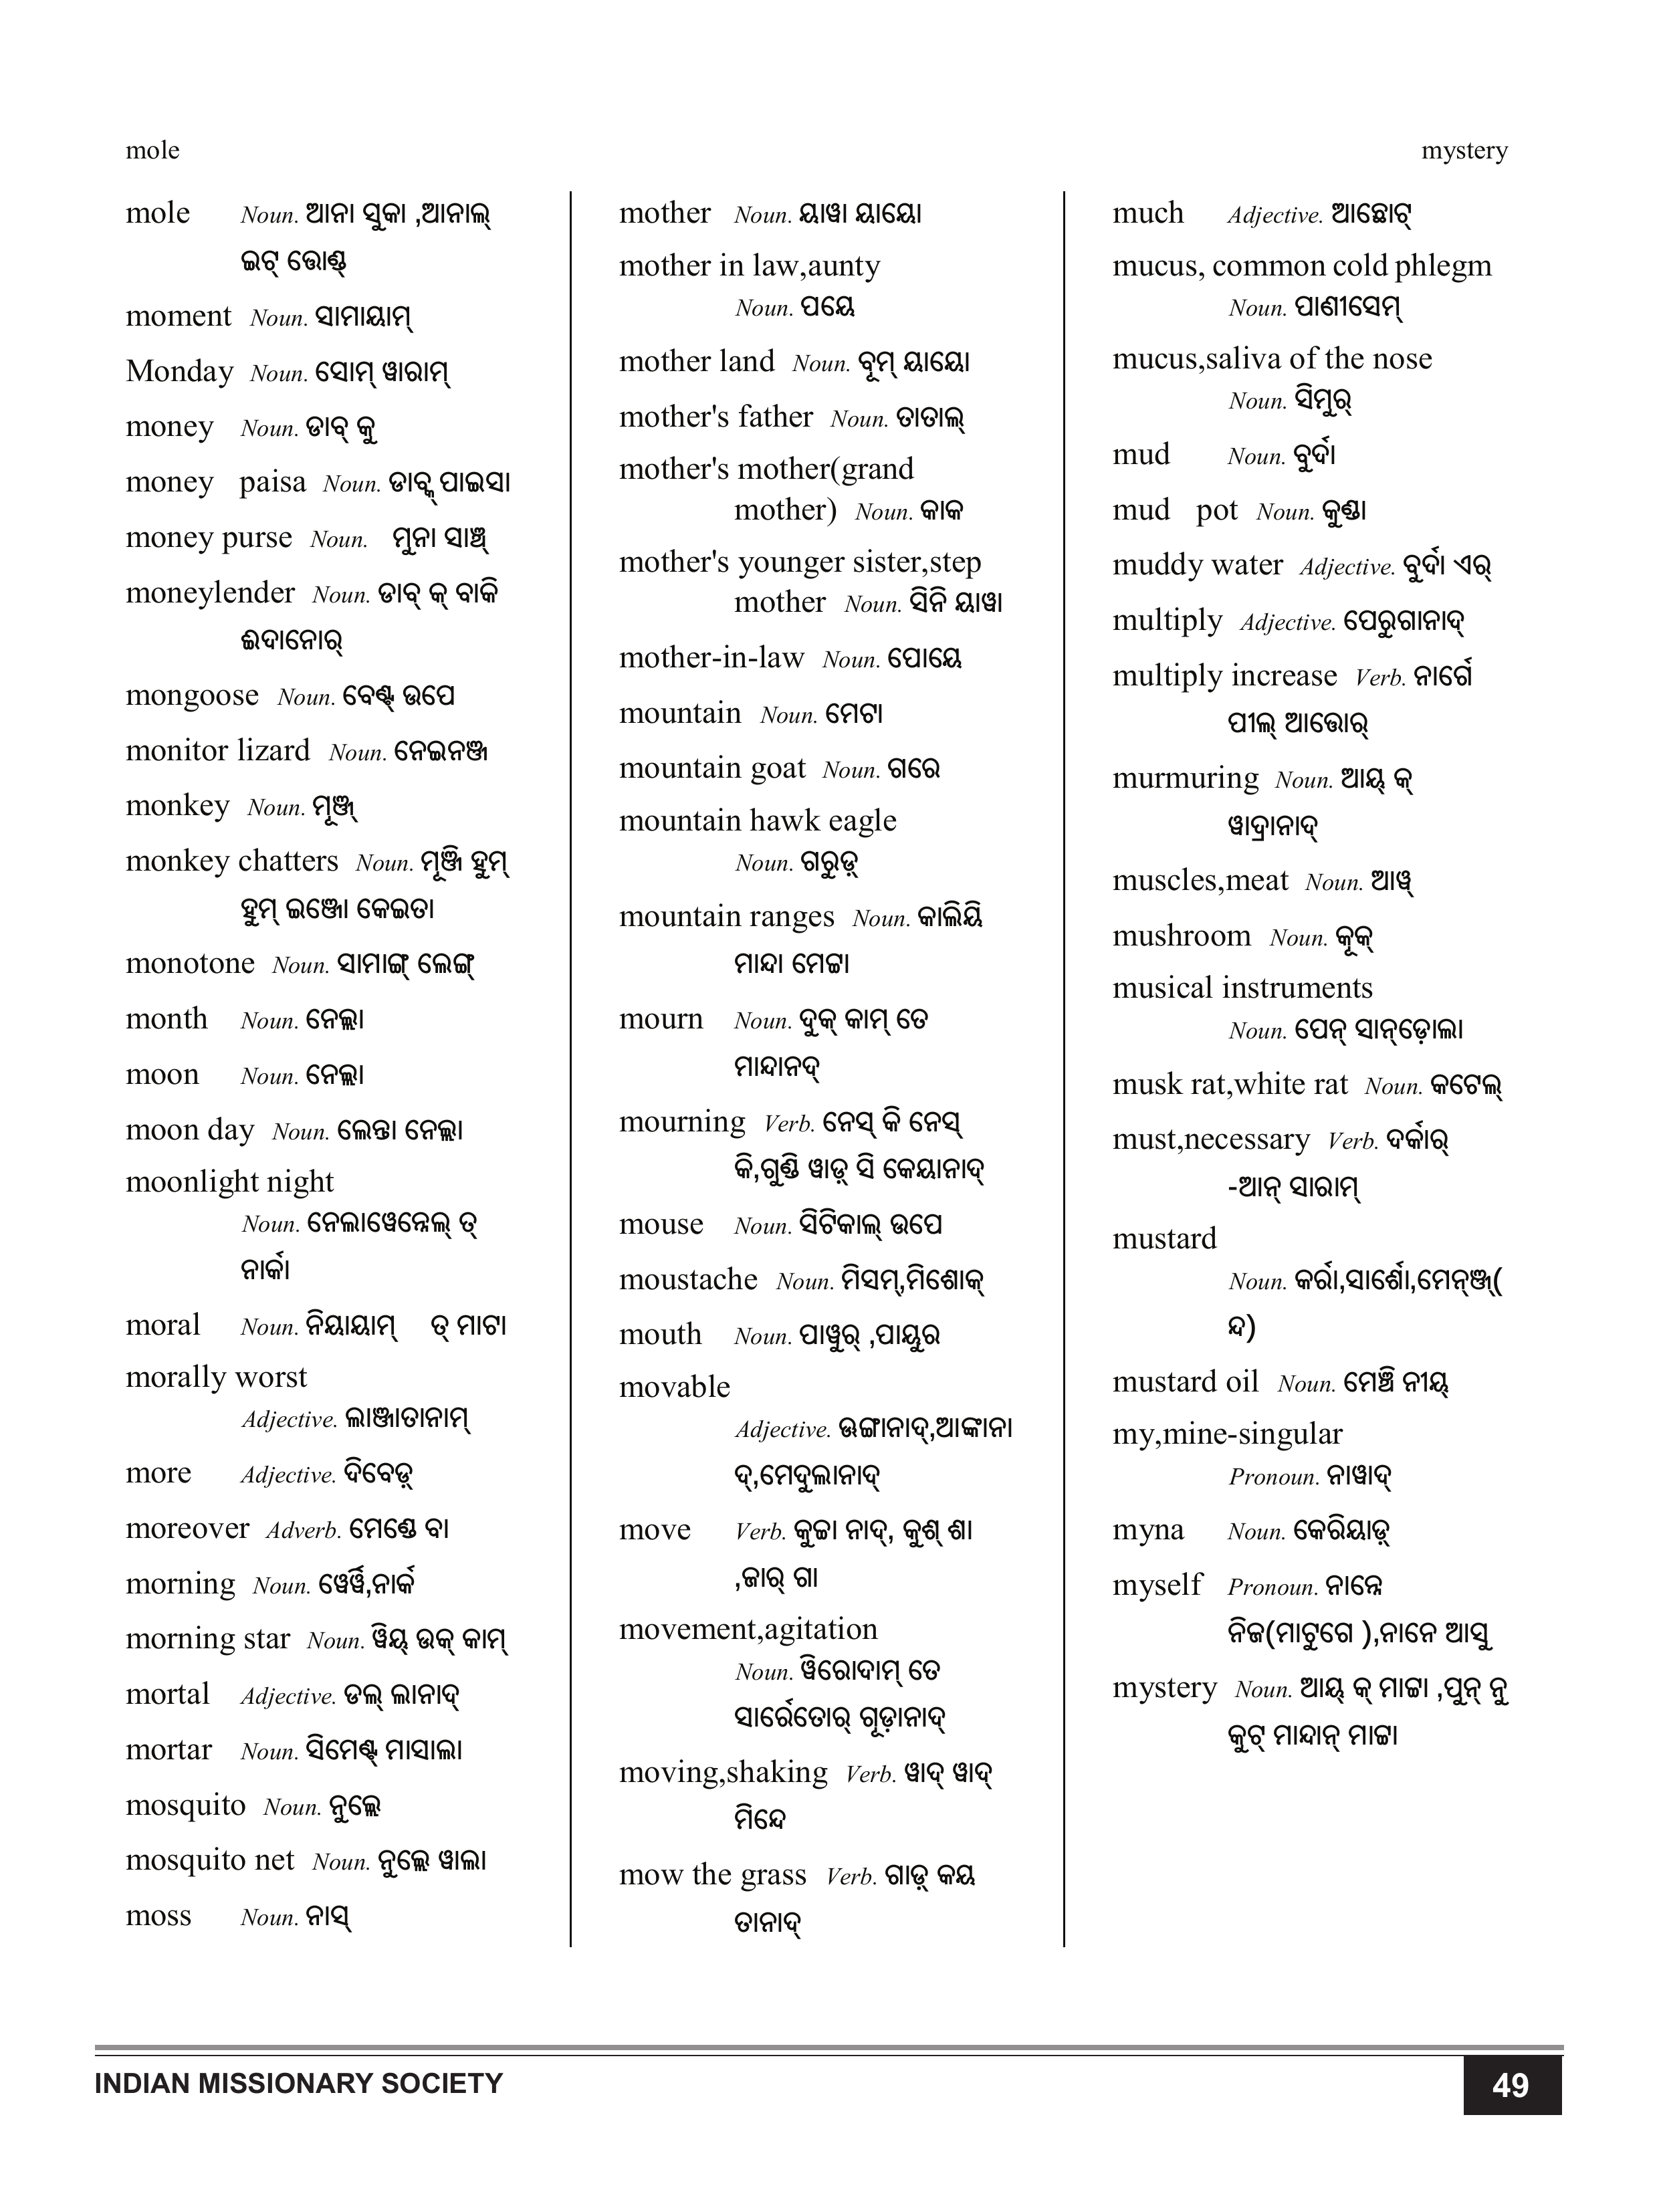 mole
mystery
mole Noun. ଆନା ସୁକା ,ଆନାଲ୍
ଇଟ୍ ତ୍ତୋଣ୍ଡ୍
moment Noun. ସାମାୟାମ୍
Monday Noun. ସୋମ୍ ୱାରାମ୍
money Noun. ଡାବ୍ କୁ
money paisa Noun. ଡାବ୍କୁ ପାଇସା
money purse Noun. ମୁନା ସାଞ୍ଚ୍
moneylender Noun. ଡାବ୍ କ୍ ବାକି
ଈଦାନୋର୍
mongoose Noun. ବେଣ୍ଟ୍ ଉପେ
monitor lizard Noun. ନେଇନଞ୍ଜ
monkey Noun. ମୂଞ୍ଜ୍
monkey chatters Noun. ମୂଞ୍ଜି ହୁମ୍
ହୁମ୍ ଇଞ୍ଜୋ କେଇତା
monotone Noun. ସାମାଙ୍ଗ୍ ଲେଙ୍ଗ୍
month Noun. ନେଲ୍ଲା
moon Noun. ନେଲ୍ଲା
moon day Noun. ଲେନ୍ତା ନେଲ୍ଲା
moonlight night
Noun. ନେଲାୱେନ୍ନେଲ୍ ତ୍
ନାର୍କା
moral Noun. ନିୟାୟାମ୍ ତ୍ ମାଟା
morally worst
Adjective. ଲାଞ୍ଜାତାନାମ୍
more Adjective. ଦିବେଡ଼୍
moreover Adverb. ମେଣ୍ଡେ ବା
morning Noun. ୱେର୍ୱି,ନାର୍କ
morning star Noun. ୱିୟ୍ ଉକ୍ କାମ୍
mortal Adjective. ଡଲ୍ ଲାନାଦ୍
mortar Noun. ସିମେଣ୍ଟ୍ ମାସାଲା
mosquito Noun. ନୁଲ୍ଲେ
mosquito net Noun. ନୁଲ୍ଲେ ୱାଲା
moss Noun. ନାସ୍
mother Noun. ୟାୱା ୟାୟୋ
mother in law,aunty
Noun. ପୟେ
mother land Noun. ବୂମ୍ ୟାୟୋ
mother's father Noun. ତାତାଲ୍
mother's mother(grand
mother) Noun. କାକ
mother's younger sister,step
mother Noun. ସିନି ୟାୱା
mother-in-law Noun. ପୋୟେ
mountain Noun. ମେଟା
mountain goat Noun. ଗରେ
mountain hawk eagle
Noun. ଗରୁଡ଼୍
mountain ranges Noun. କାଲିୟି
ମାନ୍ଦା ମେଟ୍ଟା
mourn Noun. ଦୁକ୍ କାମ୍ ତେ
ମାନ୍ଦାନଦ୍
mourning Verb. ନେସ୍ କି ନେସ୍
କି,ଗୁଣ୍ଡି ୱାଡ଼୍ ସି କେୟାନାଦ୍
mouse Noun. ସିଟିକାଲ୍ ଉପେ
moustache Noun. ମିସମ୍,ମିଶୋକ୍
mouth Noun. ପାୱୁର୍ ,ପାୟୁର
movable
Adjective. ଊଙ୍ଗାନାଦ୍,ଆଙ୍କାନା
ଦ୍,ମେଦୁଲାନାଦ୍
move Verb. କୁଚ୍ଚା ନାଦ୍, କୁଶ୍ ଶା
,ଜାର୍ ଗା
movement,agitation
Noun. ୱିରୋଦାମ୍ ତେ
ସାର୍ରେତୋର୍ ଗୂଡ଼ାନାଦ୍
moving,shaking Verb. ୱାଦ୍ ୱାଦ୍
ମିନ୍ଦେ
mow the grass Verb. ଗାଡ଼୍ କୟ
ତାନାଦ୍
much Adjective. ଆଛୋଟ୍
mucus, common cold phlegm
Noun. ପାଣୀସେମ୍
mucus,saliva of the nose
Noun. ସିମୁର୍
mud Noun. ବୁର୍ଦା
mud pot Noun. କୁଣ୍ଡା
muddy water Adjective. ବୁର୍ଦା ଏର୍
multiply Adjective. ପେରୁଗାନାଦ୍
multiply increase Verb. ନାର୍ଗେ
ପୀଲ୍ ଆତ୍ତୋର୍
murmuring Noun. ଆୟ୍ କ୍
ୱାଦ୍ରାନାଦ୍
muscles,meat Noun. ଆୱ୍
mushroom Noun. କୂକ୍
musical instruments
Noun. ପେନ୍ ସାନ୍‌ଡ଼ୋଲା
musk rat,white rat Noun. କଟେଲ୍
must,necessary Verb. ଦର୍କାର୍
-ଆନ୍ ସାରାମ୍
mustard
Noun. କର୍ରା,ସାର୍ଶୋ,ମେନ୍‌ଞ୍ଜ୍(
ନ୍ଦ)
mustard oil Noun. ମେଞ୍ଚି ନୀୟ୍
my,mine-singular
Pronoun. ନାୱାଦ୍
myna Noun. କେରିୟାଡ଼୍
myself Pronoun. ନାନ୍ନେ
ନିଜ(ମାଟୁଗେ ),ନାନେ ଆସୁ
mystery Noun. ଆୟ୍ କ୍ ମାଟ୍ଟା ,ପୁନ୍ ନୁ
କୁଟ୍ ମାନ୍ଦାନ୍ ମାଟ୍ଟା
INDIAN MISSIONARY SOCIETY
49